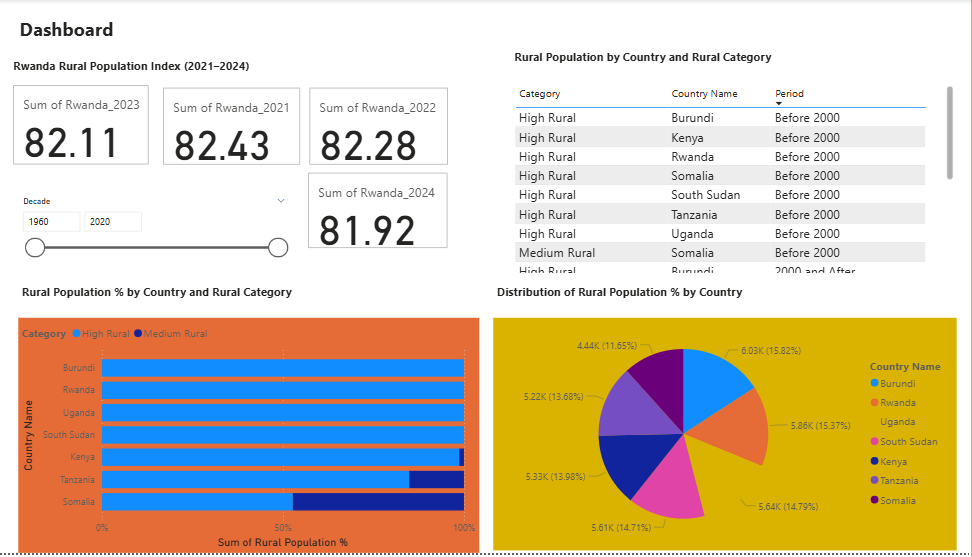 Dashboard
Rwanda Rural Population Index (2021–2024)
Sum of Rwanda_2023
82.11
Sum of Rwanda_2021
82.43
Sum of Rwanda_2022
82.28
Sum of Rwanda_2024
81.92
Decade
1960 2020
Rural Population by Country and Rural Category
Category Country Name Period
High Rural Burundi Before 2000
High Rural Kenya Before 2000
High Rural Rwanda Before 2000
High Rural Somalia Before 2000
High Rural South Sudan Before 2000
High Rural Tanzania Before 2000
High Rural Uganda Before 2000
Medium Rural Somalia Before 2000
High Rural Burundi 2000 and After
Rural Population % by Country and Rural Category
Category High Rural Medium Rural
Country Name
Burundi
Rwanda
Uganda
South Sudan
Kenya
Tanzania
Somalia
0% 50% 100%
Sum of Rural Population %
Distribution of Rural Population % by Country
6.03K (15.82%)
5.86K (15.37%)
5.64K (14.79%)
5.61K (14.71%)
5.33K (13.98%)
5.22K (13.68%)
4.44K (11.65%)
Country Name
Burundi
Rwanda
Uganda
South Sudan
Kenya
Tanzania
Somalia